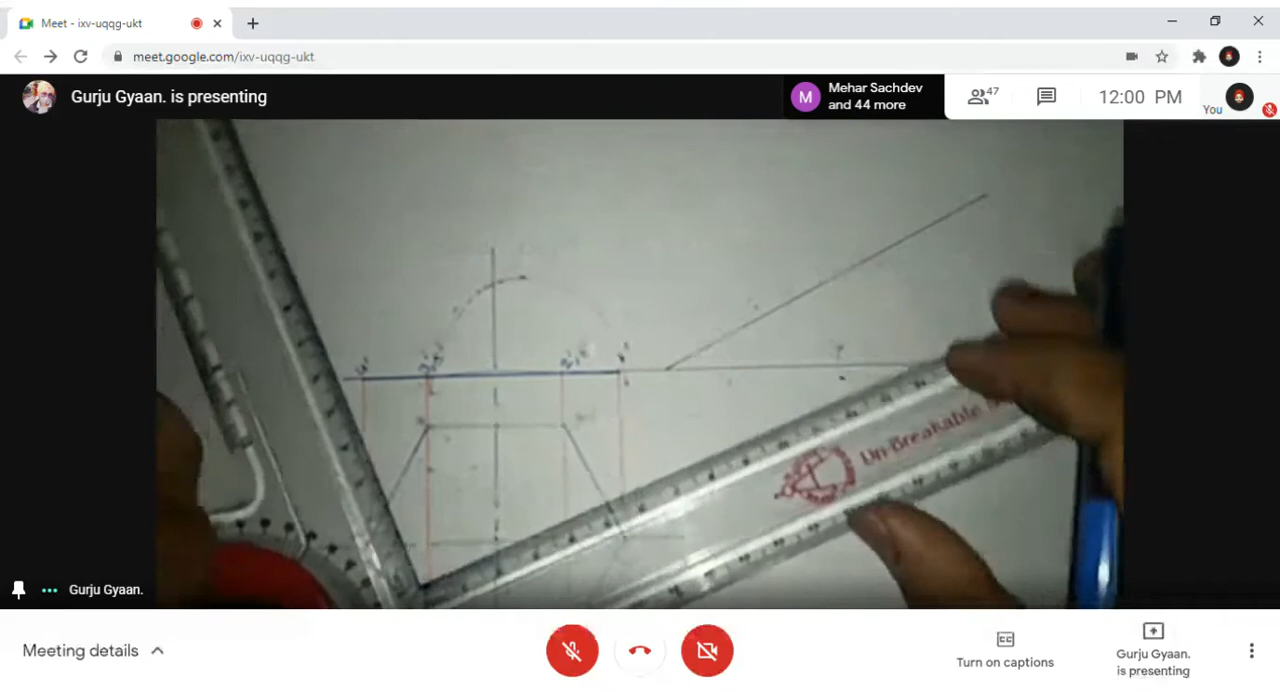 Meet - ixv-uqqg-ukt
meet.google.com/ixv-uqqg-ukt
Gurju Gyaan. is presenting
M
Mehar Sachdev
and 44 more
47
12:00 PM
You
Un-Breakable
Gurju Gyaan.
Meeting details
Turn on captions
Gurju Gyaan.
is presenting